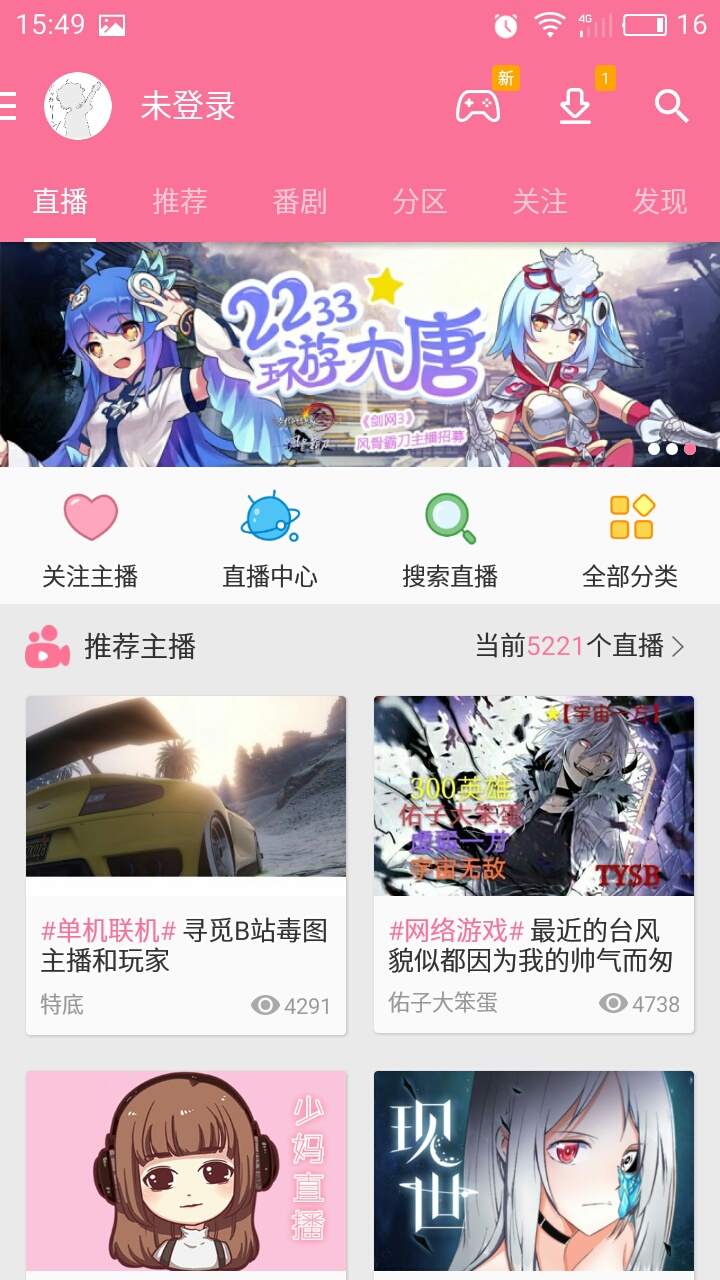 15:49
4G
16
未登录
新
1
直播
推荐
番剧
分区
关注
发现
2233
环游大唐
《剑网3》
风骨霸刀主播招募
关注主播
直播中心
搜索直播
全部分类
推荐主播
当前5221个直播
#单机联机# 寻觅B站毒图
主播和玩家
特底
4291
【宇宙一方】
300英雄
佑子大笨蛋
宇宙无敌
TYSB
#网络游戏# 最近的台风
貌似都因为我的帅气而匆
佑子大笨蛋
4738
少妈直播
现世